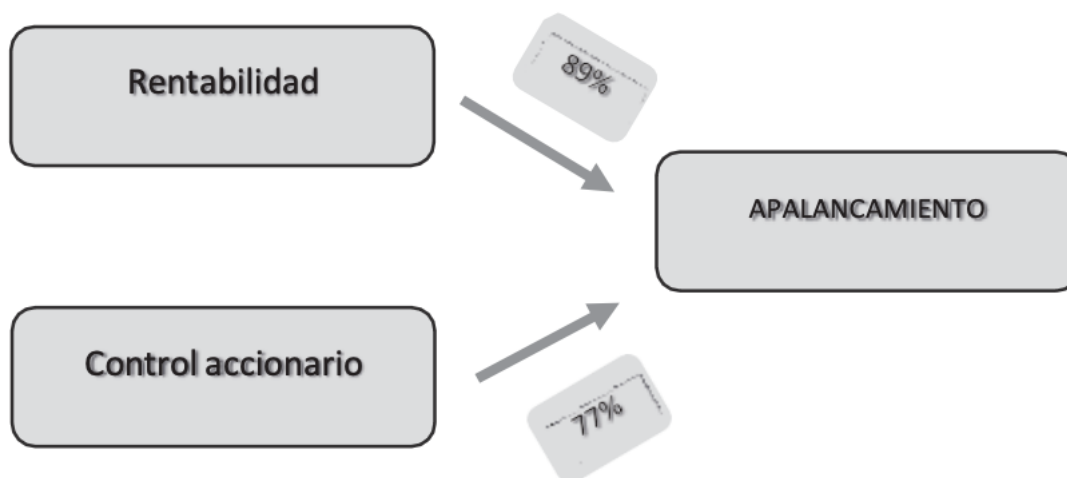 Rentabilidad
89%
APALANCAMIENTO
Control accionario
77%